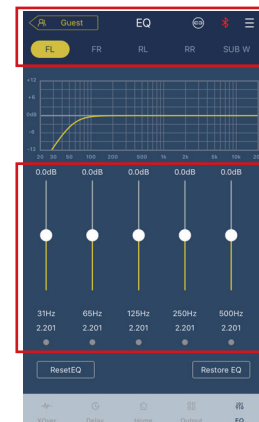 Guest EQ
FL FR RL RR SUB W
+12
+6
0dB
-6
-12
20 30 50 100 200 500 1k 2k 5k 10k 20
0.0dB 0.0dB 0.0dB 0.0dB 0.0dB
31Hz 65Hz 125Hz 250Hz 500Hz
2.201 2.201 2.201 2.201 2.201
ResetEQ Restore EQ
Delay Home Output EQ